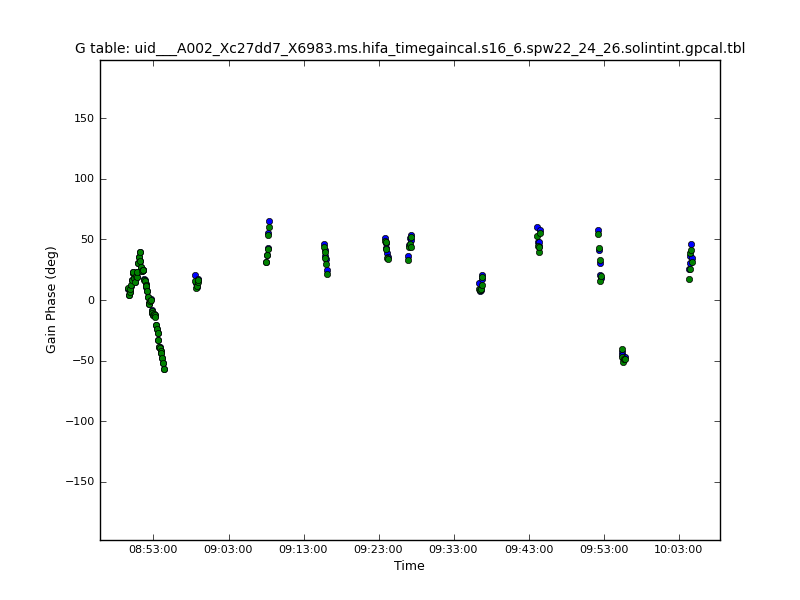 G table: uid___A002_Xc27dd7_X6983.ms.hifa_timegaincal.s16_6.spw22_24_26.solintint.gpcal.tbl
150
100
50
0
−50
−100
−150
Gain Phase (deg)
08:53:00 09:03:00 09:13:00 09:23:00 09:33:00 09:43:00 09:53:00 10:03:00
Time